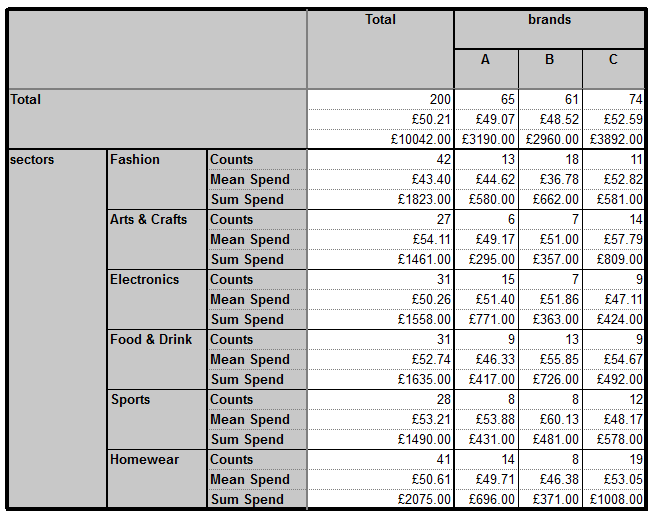 Total brands
A B C
Total 200 65 61 74
£50.21 £49.07 £48.52 £52.59
£10042.00 £3190.00 £2960.00 £3892.00
sectors Fashion Counts 42 13 18 11
Mean Spend £43.40 £44.62 £36.78 £52.82
Sum Spend £1823.00 £580.00 £662.00 £581.00
Arts & Crafts Counts 27 6 7 14
Mean Spend £54.11 £49.17 £51.00 £57.79
Sum Spend £1461.00 £295.00 £357.00 £809.00
Electronics Counts 31 15 7 9
Mean Spend £50.26 £51.40 £51.86 £47.11
Sum Spend £1558.00 £771.00 £363.00 £424.00
Food & Drink Counts 31 9 13 9
Mean Spend £52.74 £46.33 £55.85 £54.67
Sum Spend £1635.00 £417.00 £726.00 £492.00
Sports Counts 28 8 8 12
Mean Spend £53.21 £53.88 £60.13 £48.17
Sum Spend £1490.00 £431.00 £481.00 £578.00
Homewear Counts 41 14 8 19
Mean Spend £50.61 £49.71 £46.38 £53.05
Sum Spend £2075.00 £696.00 £371.00 £1008.00